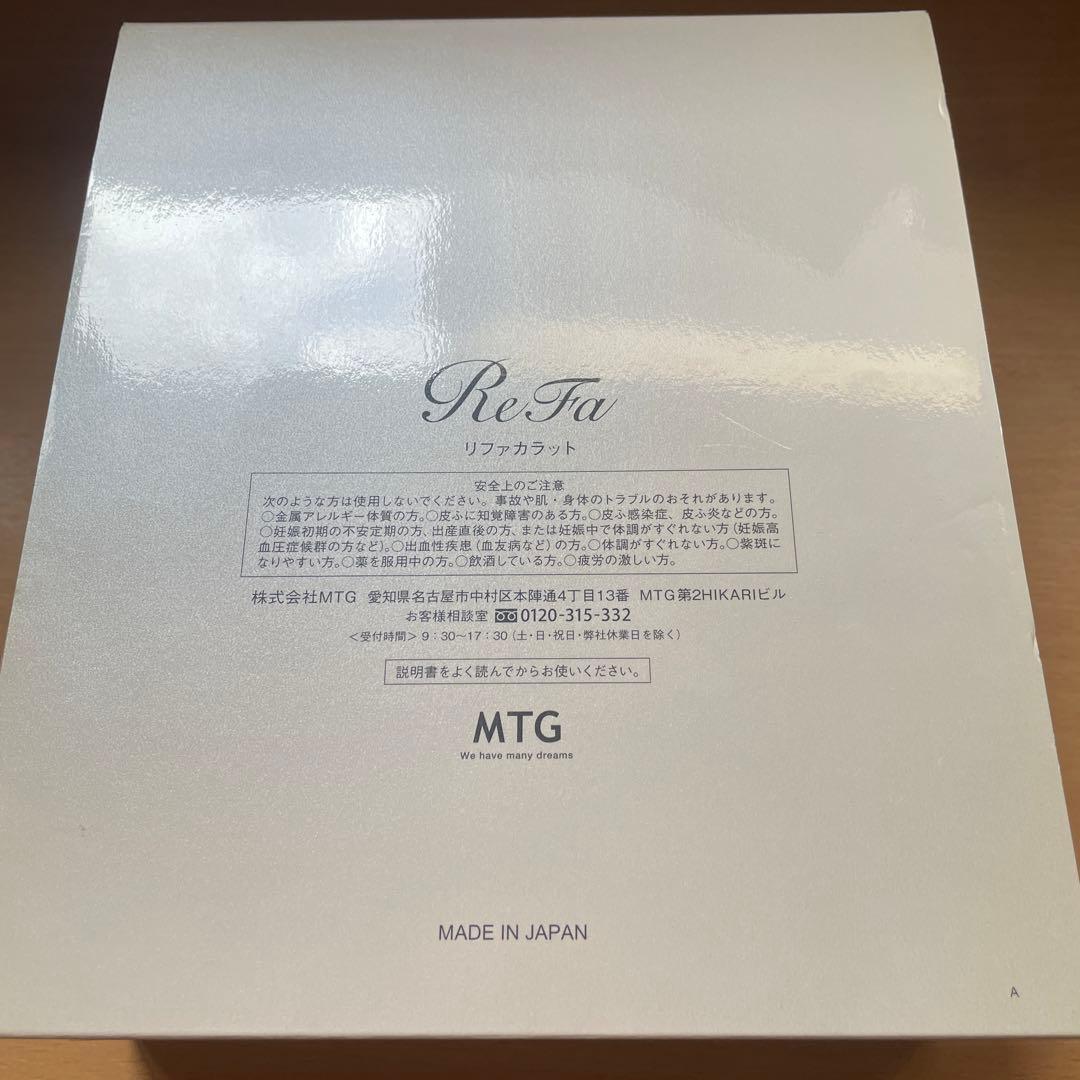 ReFa
リファカラット
安全上のご注意
次のような方は使用しないでください。事故や肌・身体のトラブルのおそれがあります。
○金属アレルギー体質の方。○皮ふに知覚障害のある方。○皮ふ感染症、皮ふ炎などの方。
○妊娠初期の不安定期の方、出産直後の方、または妊娠中で体調がすぐれない方（妊娠高
血圧症候群の方など）。○出血性疾患（血友病など）の方。○体調がすぐれない方。○紫斑に
なりやすい方。○薬を服用中の方。○飲酒している方。○疲労の激しい方。
株式会社MTG 愛知県名古屋市中村区本陣通4丁目13番 MTG第2HIKARIビル
お客様相談室 0120-315-332
＜受付時間＞9：30〜17：30（土・日・祝日・弊社休業日を除く）
説明書をよく読んでからお使いください。
MTG
We have many dreams
MADE IN JAPAN
A